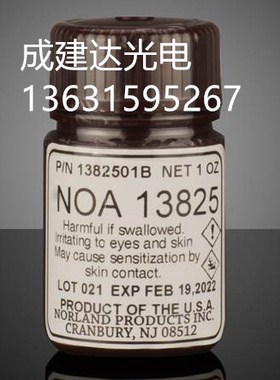 成建达光电
13631595267
P/N 1382501B NET 1 OZ
NOA 13825
Harmful if swallowed.
Irritating to eyes and skin
May cause sensitization by
skin contact.
LOT 021 EXP FEB 19,2022
PRODUCT OF THE U.S.A.
NORLAND PRODUCTS INC.
CRANBURY, NJ 08512